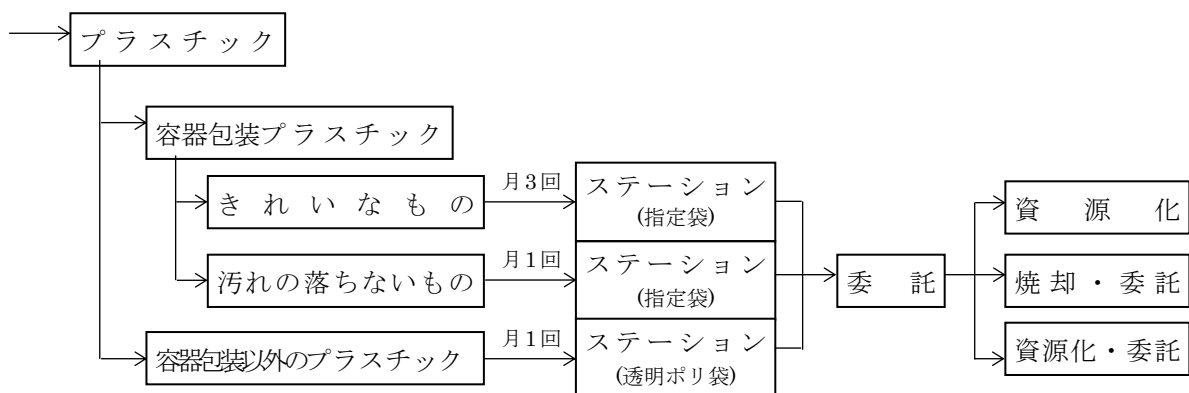 プラスチック
容器包装プラスチック
きれいなもの
月3回
ステーション
(指定袋)
汚れの落ちないもの
月1回
ステーション
(指定袋)
容器包装以外のプラスチック
月1回
ステーション
(透明ポリ袋)
委託
資源化
焼却・委託
資源化・委託